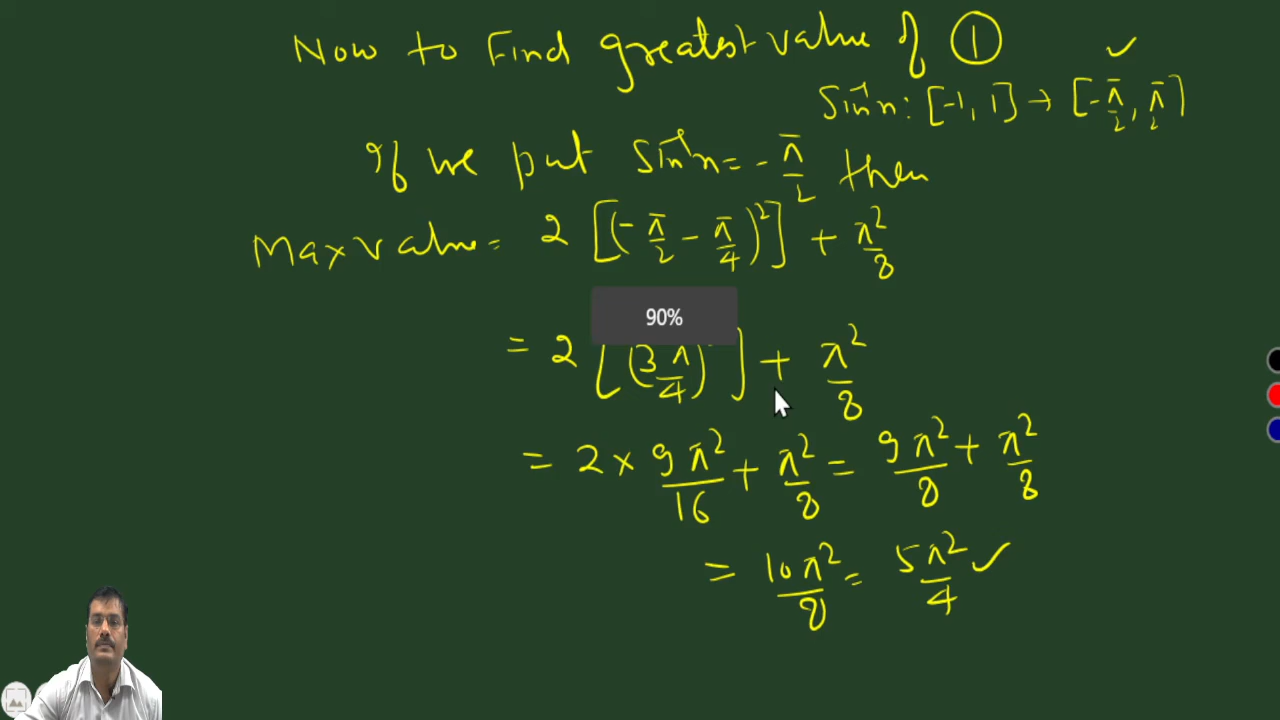 Now to Find greatest value of ①
✓
Sin⁻¹x: [-1, 1] → [-π/2, π/2]
If we put Sin⁻¹x = -π/2 then
Max value = 2 [(-π/2 - π/4)²] + π²/8
90%
= 2 [(3π/4)²] + π²/8
= 2 × 9π²/16 + π²/8 = 9π²/8 + π²/8
= 10π²/8 = 5π²/4 ✓